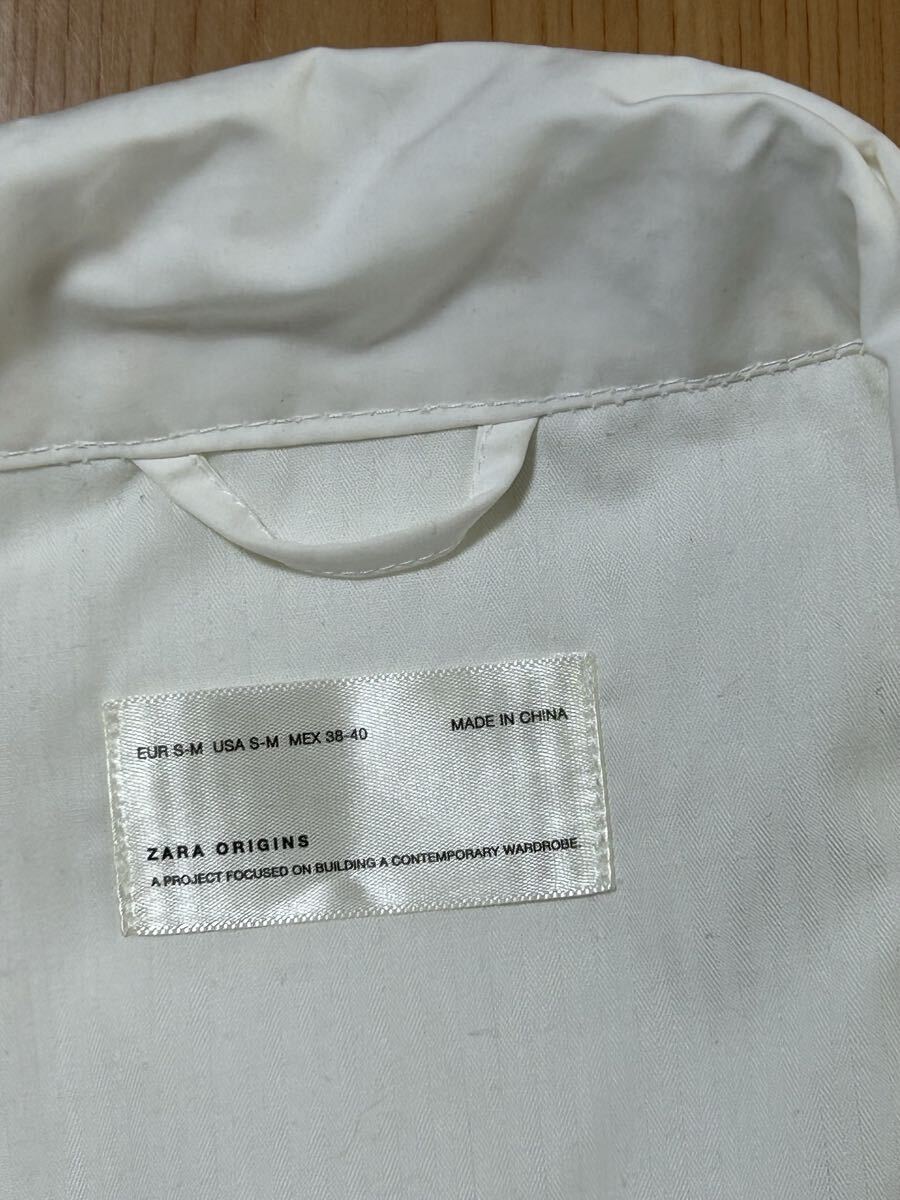 EUR S-M USA S-M MEX 38-40 MADE IN CHINA
ZARA ORIGINS
A PROJECT FOCUSED ON BUILDING A CONTEMPORARY WARDROBE.